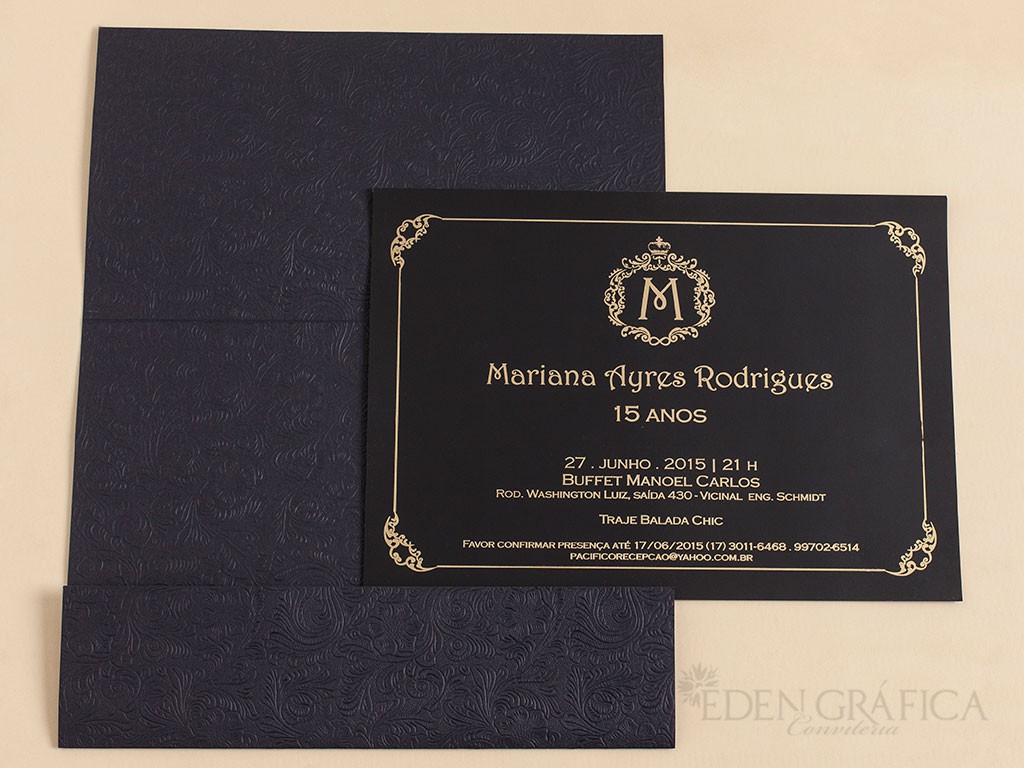 M
Mariana Ayres Rodrigues
15 ANOS
27 . JUNHO . 2015 | 21 H
BUFFET MANOEL CARLOS
ROD. WASHINGTON LUIZ, SAÍDA 430 - VICINAL ENG. SCHMIDT
TRAJE BALADA CHIC
FAVOR CONFIRMAR PRESENÇA ATÉ 17/06/2015 (17) 3011-6468 . 99702-6514
PACIFICORECEPCAO@YAHOO.COM.BR
EDEN GRÁFICA
Conviteria